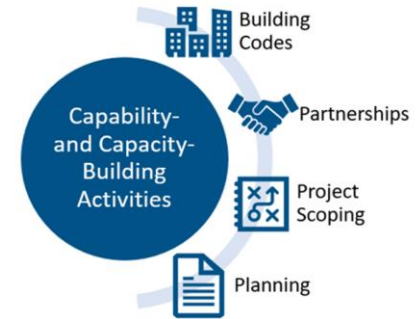 Building
Codes
Capability-
and Capacity-
Building
Activities
Partnerships
Project
Scoping
Planning